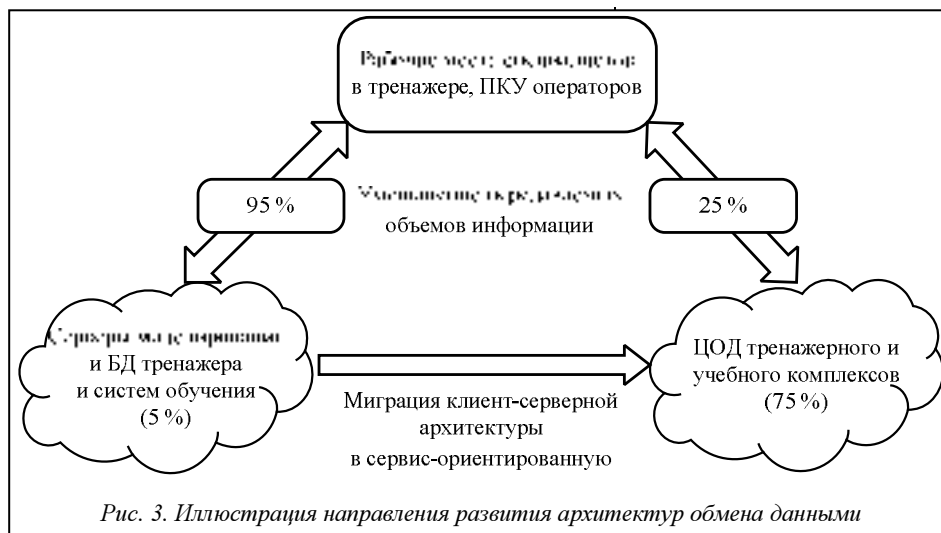 в тренажере, ПКУ операторов
95 %
25 %
объемов информации
и БД тренажера
и систем обучения
(5 %)
ЦОД тренажерного и
учебного комплексов
(75 %)
Миграция клиент-серверной
архитектуры
в сервис-ориентированную
Рис. 3. Иллюстрация направления развития архитектур обмена данными